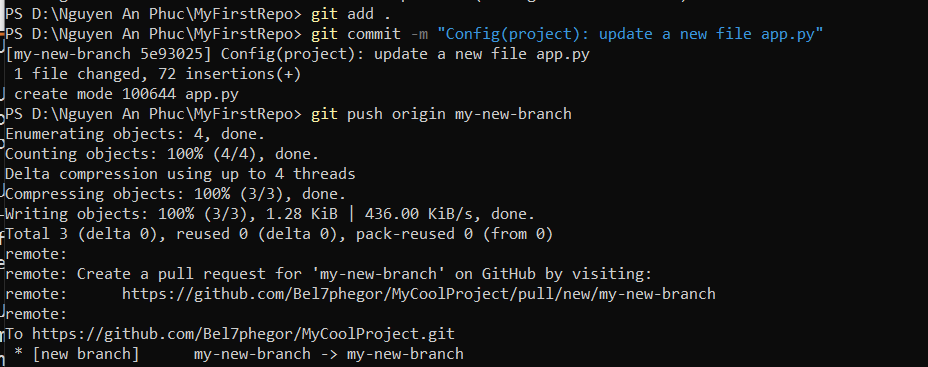 PS D:\Nguyen An Phuc\MyFirstRepo> git add .
PS D:\Nguyen An Phuc\MyFirstRepo> git commit -m "Config(project): update a new file app.py"
[my-new-branch 5e93025] Config(project): update a new file app.py
 1 file changed, 72 insertions(+)
 create mode 100644 app.py
PS D:\Nguyen An Phuc\MyFirstRepo> git push origin my-new-branch
Enumerating objects: 4, done.
Counting objects: 100% (4/4), done.
Delta compression using up to 4 threads
Compressing objects: 100% (3/3), done.
Writing objects: 100% (3/3), 1.28 KiB | 436.00 KiB/s, done.
Total 3 (delta 0), reused 0 (delta 0), pack-reused 0 (from 0)
remote:
remote: Create a pull request for 'my-new-branch' on GitHub by visiting:
remote:      https://github.com/Bel7phegor/MyCoolProject/pull/new/my-new-branch
remote:
To https://github.com/Bel7phegor/MyCoolProject.git
 * [new branch]      my-new-branch -> my-new-branch